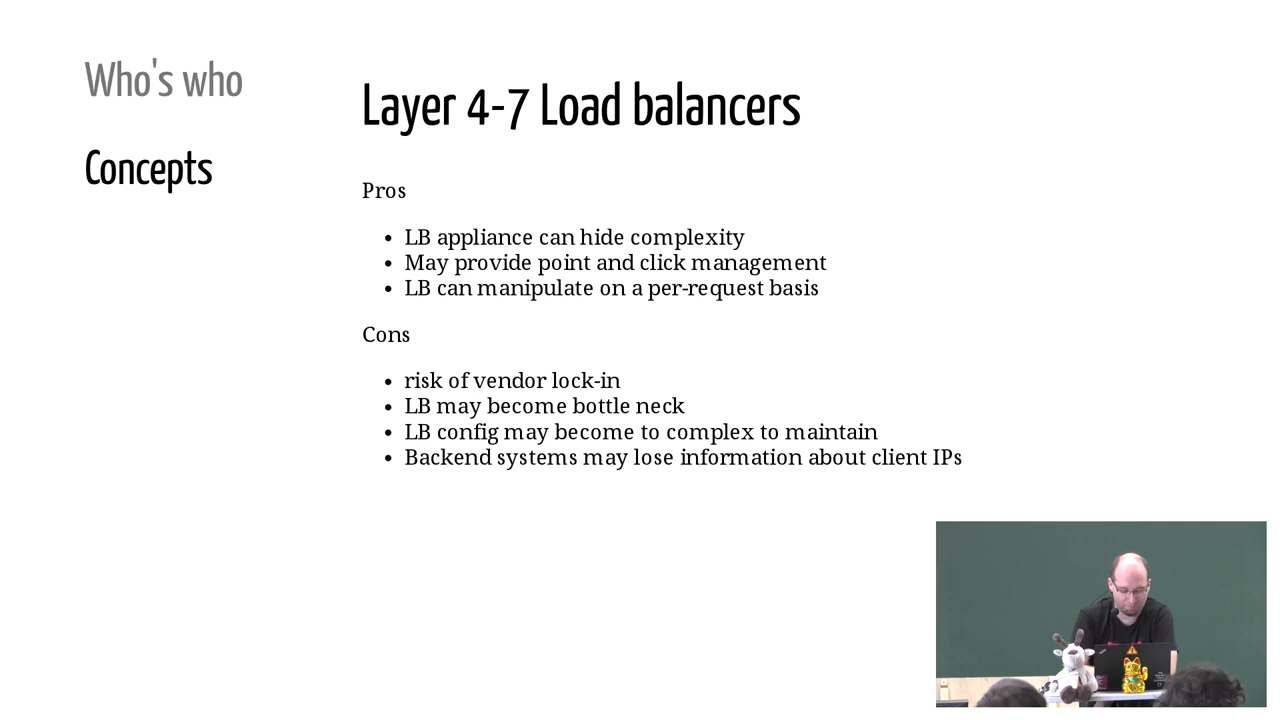 Who's who
Concepts
Layer 4-7 Load balancers
Pros
• LB appliance can hide complexity
• May provide point and click management
• LB can manipulate on a per-request basis
Cons
• risk of vendor lock-in
• LB may become bottle neck
• LB config may become to complex to maintain
• Backend systems may lose information about client IPs